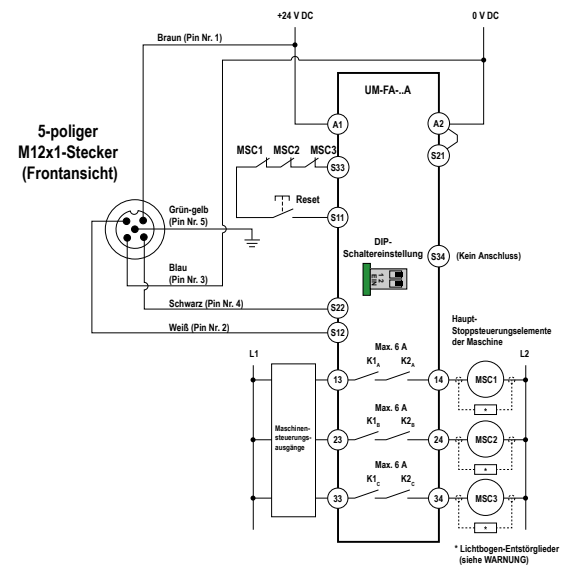 +24 V DC
0 V DC
Braun (Pin Nr. 1)
UM-FA-..A
5-poliger
M12x1-Stecker
(Frontansicht)
A1
A2
S21
MSC1 MSC2 MSC3
S33
Reset
S11
Grün-gelb
(Pin Nr. 5)
DIP-
Schaltereinstellung
S34 (Kein Anschluss)
Blau
(Pin Nr. 3)
Schwarz (Pin Nr. 4)
S22
Weiß (Pin Nr. 2)
S12
Haupt-
Stoppsteuerungselemente
der Maschine
L1
L2
Max. 6 A
K1A K2A
13
14
MSC1
*
Maschinen-
steuerungs-
ausgänge
Max. 6 A
K1B K2B
23
24
MSC2
*
Max. 6 A
K1C K2C
33
34
MSC3
*
* Lichtbogen-Entstörglieder
(siehe WARNUNG)